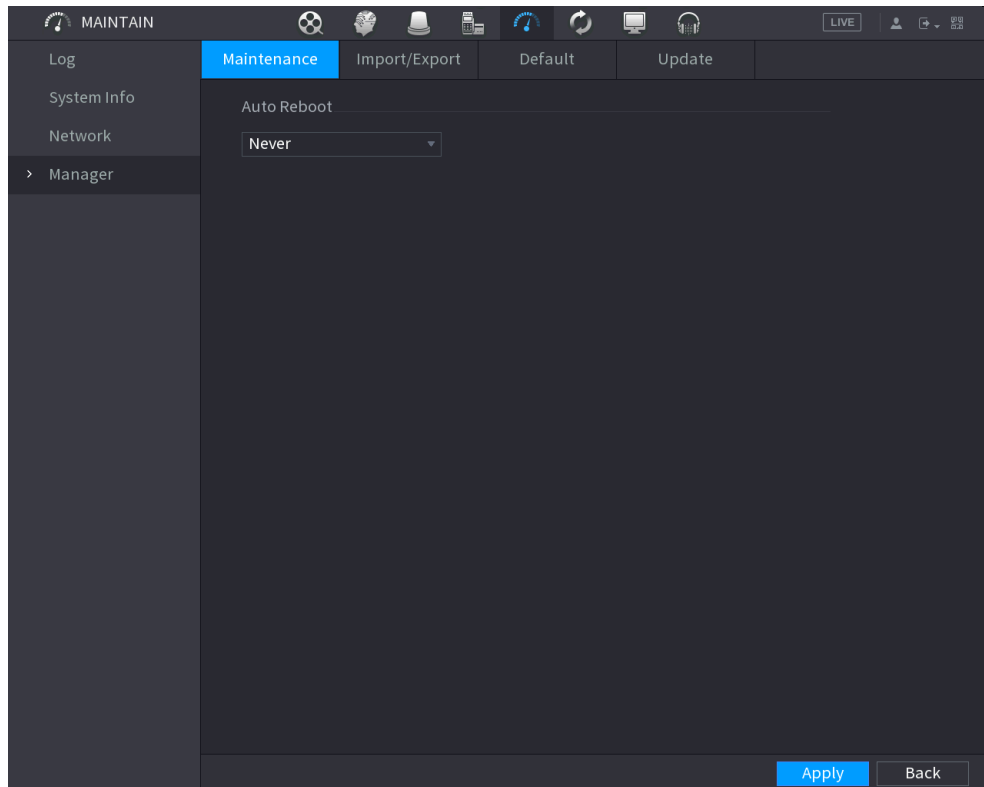 MAINTAIN
LIVE
Log
System Info
Network
Manager
Maintenance
Import/Export
Default
Update
Auto Reboot
Never
Apply
Back